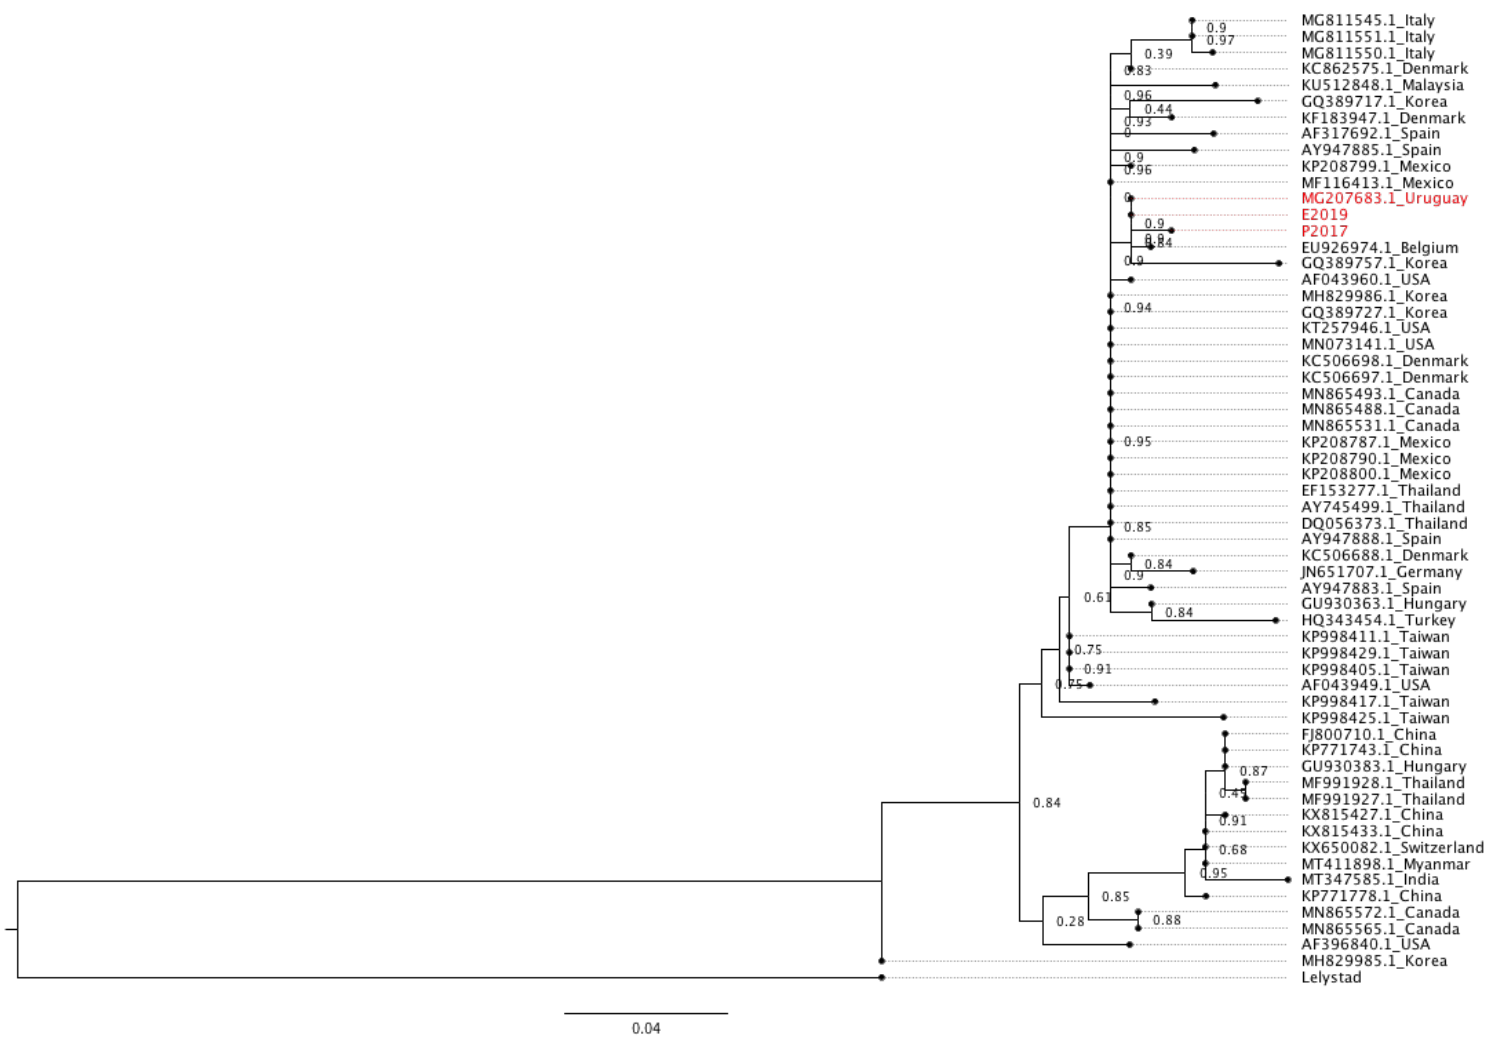 MG811545.1_Italy
0.9
MG811551.1_Italy
0.97
MG811550.1_Italy
0.39
KC862575.1_Denmark
0.83
KU512848.1_Malaysia
0.96
GQ389717.1_Korea
0.44
KF183947.1_Denmark
0.93
AF317692.1_Spain
0
AY947885.1_Spain
0.9
KP208799.1_Mexico
0.96
MF116413.1_Mexico
MG207683.1_Uruguay
0
E2019
0.9
P2017
EU926974.1_Belgium
0.9
0.84
GQ389757.1_Korea
0.9
AF043960.1_USA
MH829986.1_Korea
0.94
GQ389727.1_Korea
KT257946.1_USA
MN073141.1_USA
KC506698.1_Denmark
KC506697.1_Denmark
MN865493.1_Canada
MN865488.1_Canada
MN865531.1_Canada
0.95
KP208787.1_Mexico
KP208790.1_Mexico
KP208800.1_Mexico
EF153277.1_Thailand
AY745499.1_Thailand
DQ056373.1_Thailand
0.85
AY947888.1_Spain
KC506688.1_Denmark
0.84
JN651707.1_Germany
0.9
AY947883.1_Spain
0.61
GU930363.1_Hungary
0.84
HQ343454.1_Turkey
KP998411.1_Taiwan
0.75
KP998429.1_Taiwan
0.91
KP998405.1_Taiwan
0.75
AF043949.1_USA
KP998417.1_Taiwan
KP998425.1_Taiwan
FJ800710.1_China
KP771743.1_China
GU930383.1_Hungary
0.87
MF991928.1_Thailand
0.45
MF991927.1_Thailand
0.84
KX815427.1_China
0.91
KX815433.1_China
0.68
KX650082.1_Switzerland
MT411898.1_Myanmar
0.95
MT347585.1_India
0.85
KP771778.1_China
MN865572.1_Canada
0.28
0.88
MN865565.1_Canada
AF396840.1_USA
MH829985.1_Korea
Lelystad
0.04